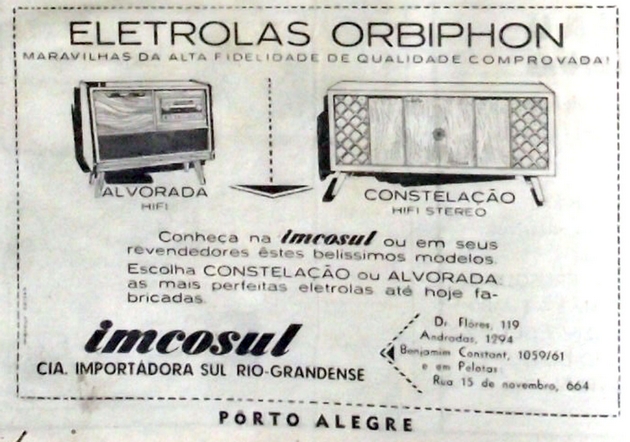 ELETROLAS ORBIPHON
MARAVILHAS DA ALTA FIDELIDADE DE QUALIDADE COMPROVADA!
ALVORADA
HIFI
CONSTELAÇÃO
HIFI STEREO
Conheça na imcosul ou em seus
revendedores êstes belissimos modelos.
Escolha CONSTELAÇÃO ou ALVORADA
as mais perfeitas eletrolas até hoje fa-
bricadas.
imcosul
CIA. IMPORTADORA SUL RIO-GRANDENSE
Dr. Flôres, 119
Andradas, 1294
Benjamim Constant, 1059/61
e em Pelotas:
Rua 15 de novembro, 664
PÔRTO ALEGRE